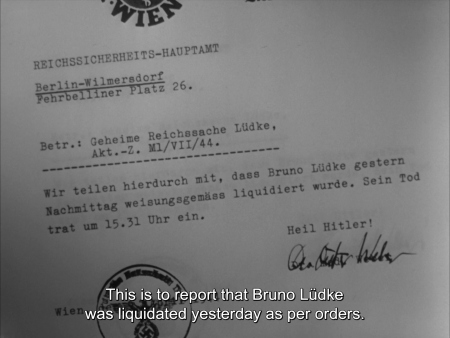 WIEN
REICHSSICHERHEITS-HAUPTAMT
Berlin-Wilmersdorf
Fehrbelliner Platz 26.
Betr.: Geheime Reichssache Lüdke,
Akt.-Z. M1/VII/44.
Wir teilen hierdurch mit, dass Bruno Lüdke gestern
Nachmittag weisungsgemäss liquidiert wurde. Sein Tod
trat um 15.31 Uhr ein.
Heil Hitler!
Wien,
This is to report that Bruno Lüdke
was liquidated yesterday as per orders.